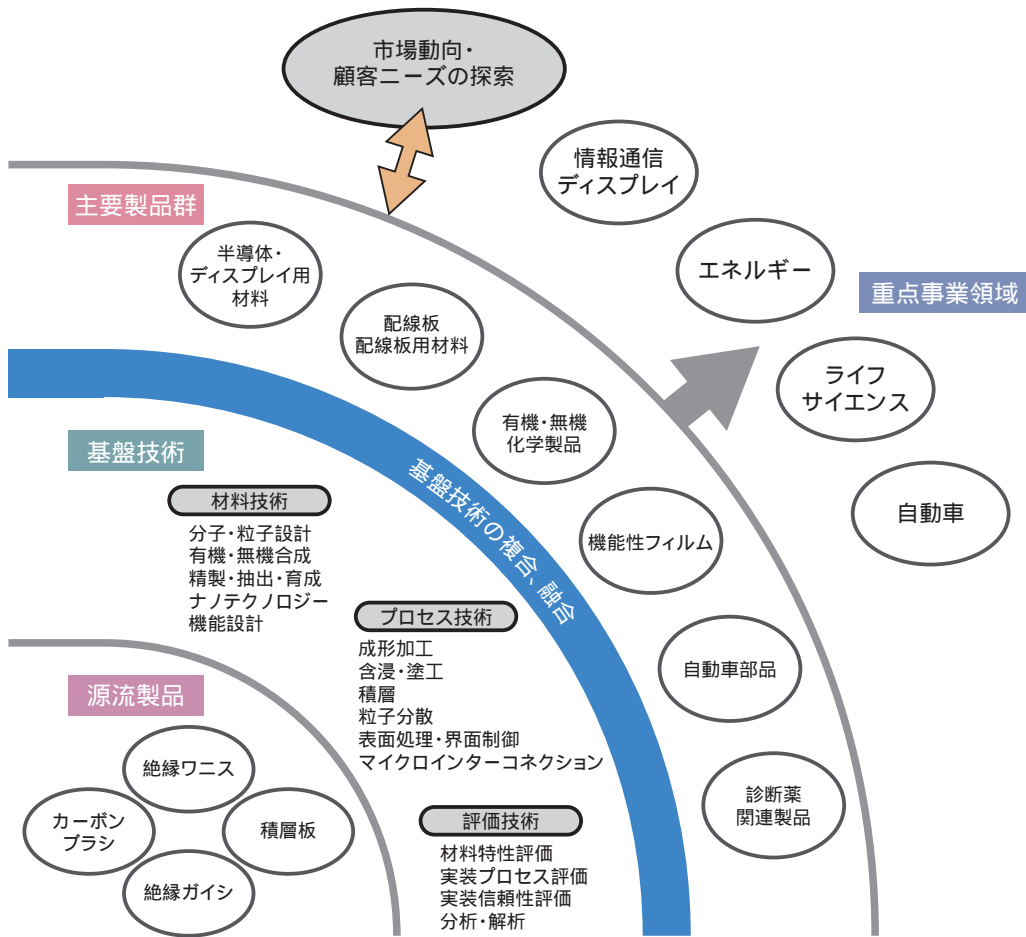 市場動向・
顧客ニーズの探索
情報通信
ディスプレイ
エネルギー
重点事業領域
ライフ
サイエンス
自動車
主要製品群
半導体・
ディスプレイ用
材料
配線板
配線板用材料
有機・無機
化学製品
機能性フィルム
自動車部品
診断薬
関連製品
基盤技術の複合、融合
基盤技術
材料技術
分子・粒子設計
有機・無機合成
精製・抽出・育成
ナノテクノロジー
機能設計
プロセス技術
成形加工
含浸・塗工
積層
粒子分散
表面処理・界面制御
マイクロインターコネクション
評価技術
材料特性評価
実装プロセス評価
実装信頼性評価
分析・解析
源流製品
絶縁ワニス
カーボン
ブラシ
積層板
絶縁ガイシ